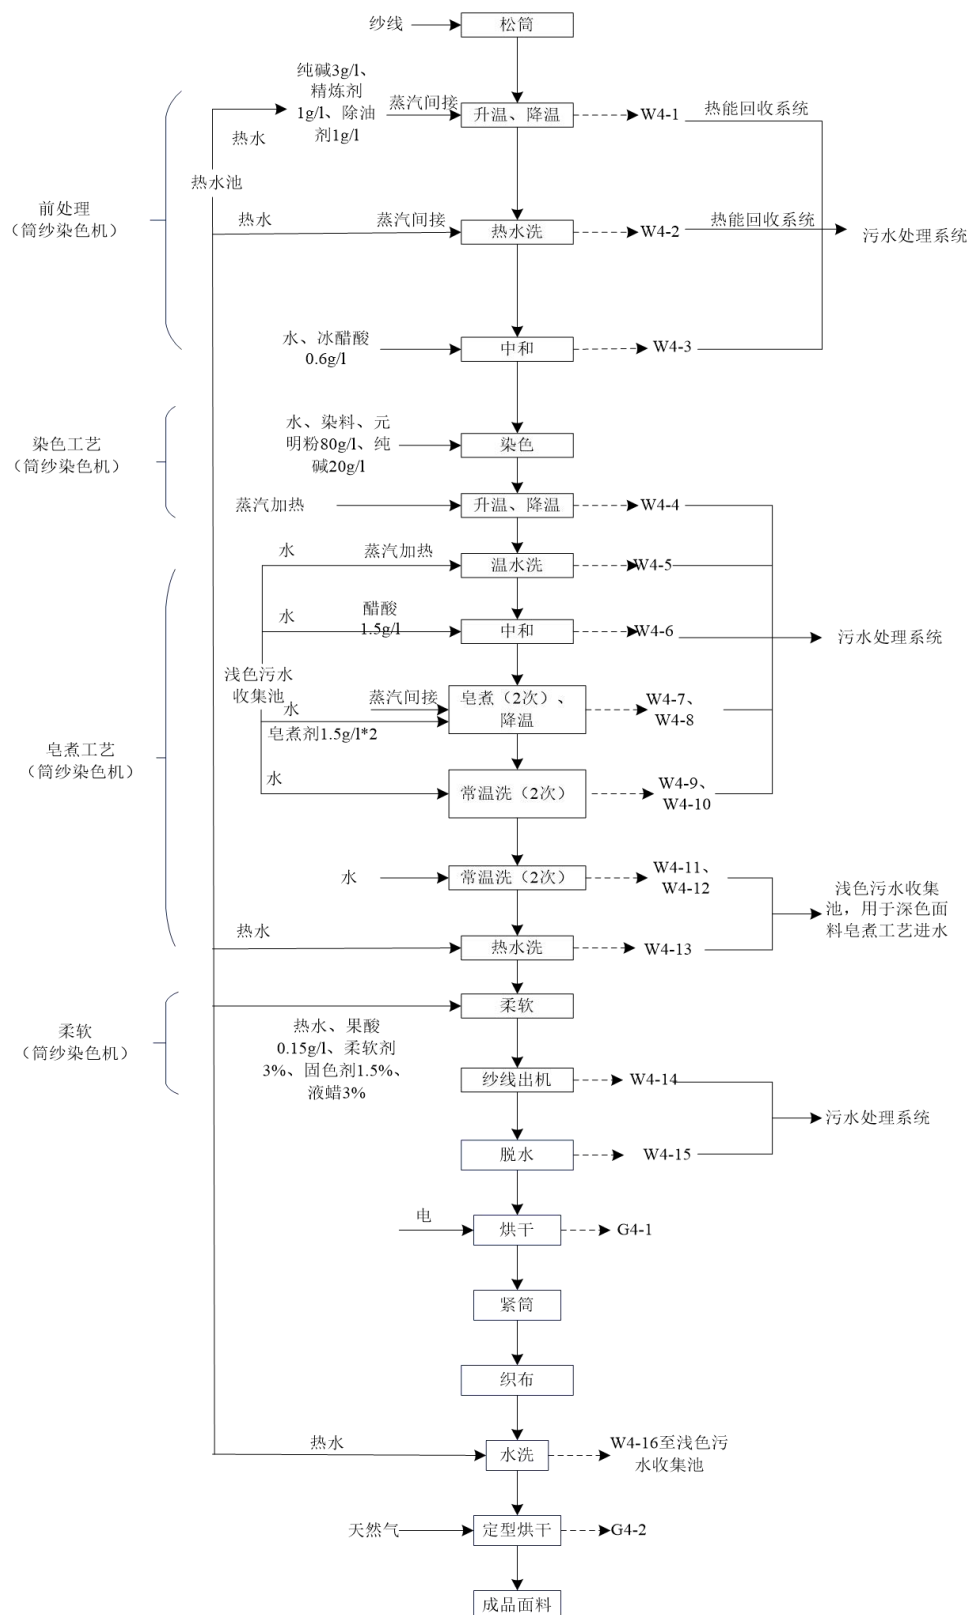 纱线
松筒
纯碱3g/l、
精炼剂
1g/l、除油
剂1g/l
蒸汽间接
升温、降温
W4-1
热能回收系统
热水
热水池
前处理
（筒纱染色机）
热水
蒸汽间接
热水洗
W4-2
热能回收系统
污水处理系统
水、冰醋酸
0.6g/l
中和
W4-3
染色工艺
（筒纱染色机）
水、染料、元
明粉80g/l、纯
碱20g/l
染色
蒸汽加热
升温、降温
W4-4
水
蒸汽加热
温水洗
W4-5
水
醋酸
1.5g/l
中和
W4-6
污水处理系统
浅色污水
收集池
皂煮工艺
（筒纱染色机）
蒸汽间接
水
皂煮剂1.5g/l*2
皂煮（2次）、
降温
W4-7、
W4-8
水
常温洗（2次）
W4-9、
W4-10
水
常温洗（2次）
W4-11、
W4-12
浅色污水收集
池，用于深色面
料皂煮工艺进水
热水
热水洗
W4-13
柔软
（筒纱染色机）
柔软
热水、果酸
0.15g/l、柔软剂
3%、固色剂1.5%、
液蜡3%
纱线出机
W4-14
污水处理系统
脱水
W4-15
电
烘干
G4-1
紧筒
织布
热水
水洗
W4-16至浅色污
水收集池
天然气
定型烘干
G4-2
成品面料